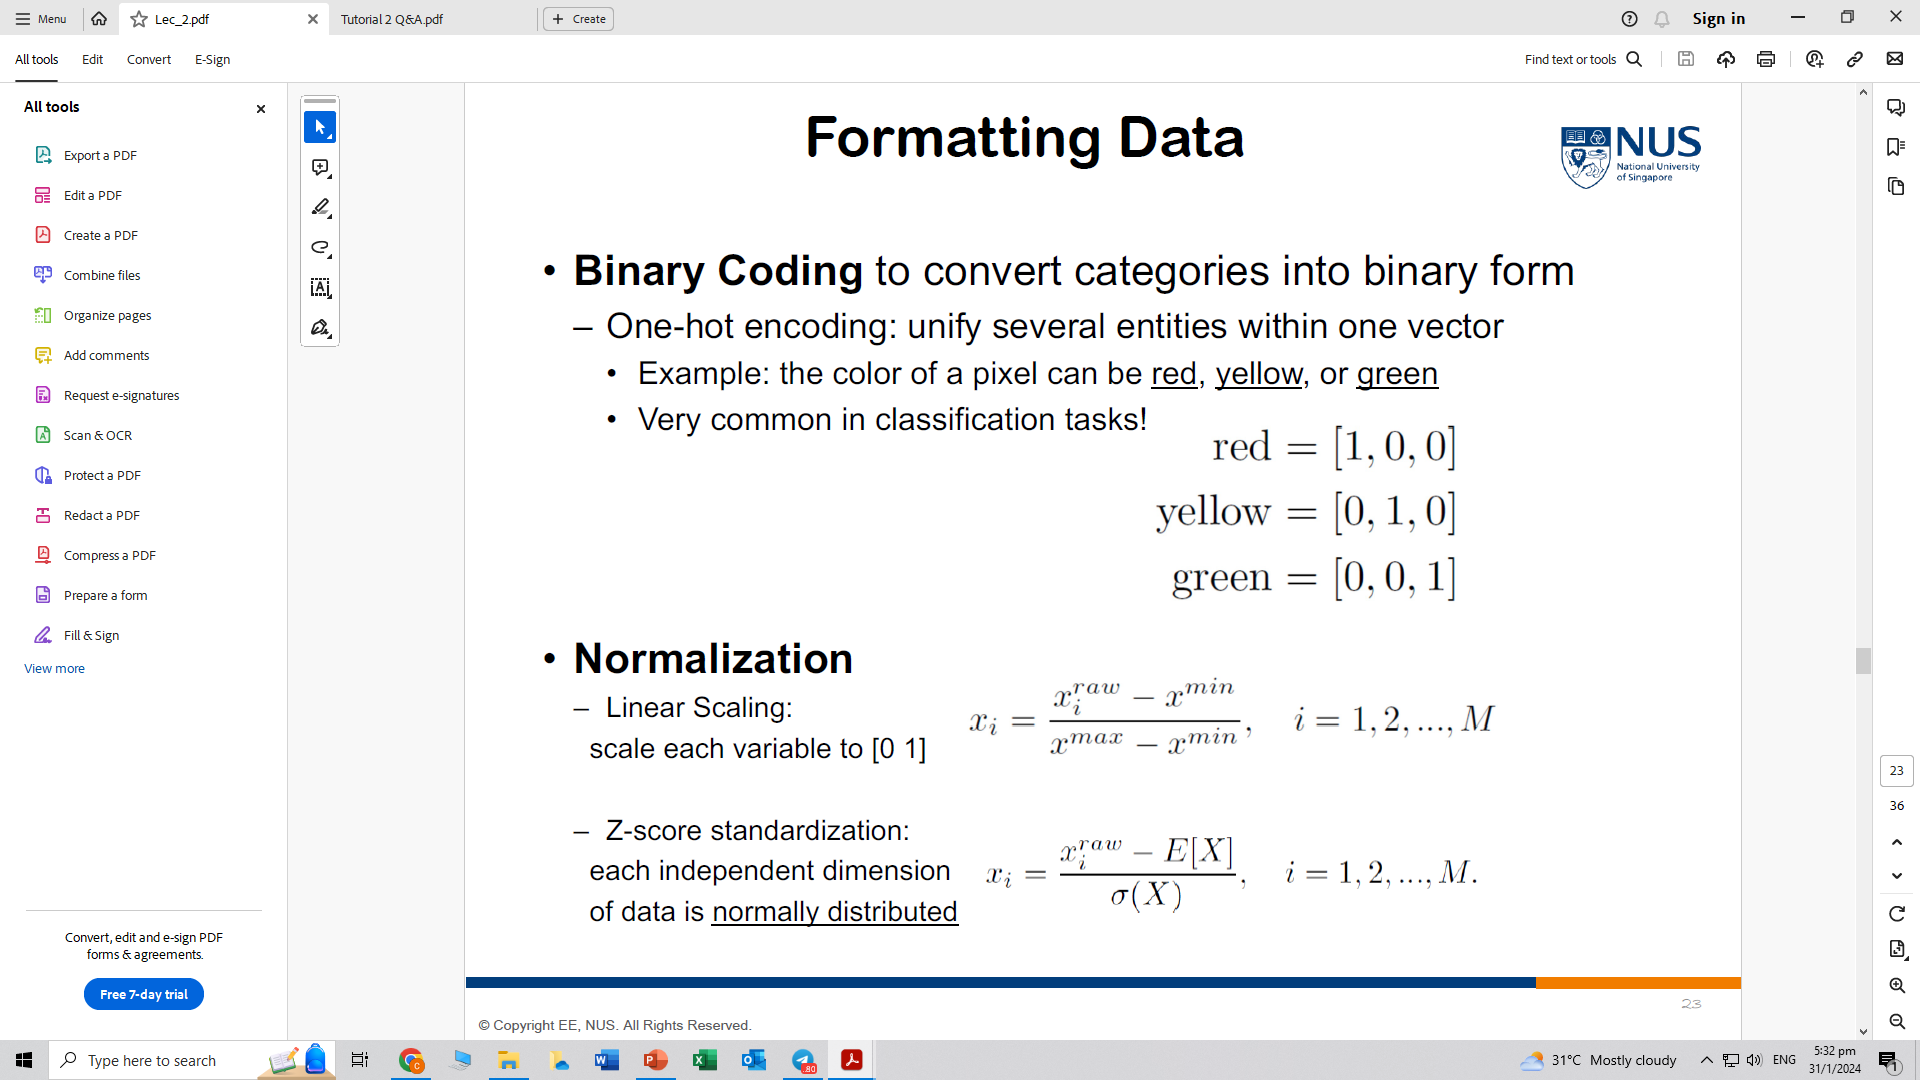 Menu
Lec_2.pdf
Tutorial 2 Q&A.pdf
Create
Sign in
All tools
Edit
Convert
E-Sign
Find text or tools
All tools
Export a PDF
Edit a PDF
Create a PDF
Combine files
Organize pages
Add comments
Request e-signatures
Scan & OCR
Protect a PDF
Redact a PDF
Compress a PDF
Prepare a form
Fill & Sign
View more
Convert, edit and e-sign PDF
forms & agreements.
Free 7-day trial
Formatting Data
NUS
National University
of Singapore
• Binary Coding to convert categories into binary form
– One-hot encoding: unify several entities within one vector
• Example: the color of a pixel can be red, yellow, or green
• Very common in classification tasks!
red = [1, 0, 0]
yellow = [0, 1, 0]
green = [0, 0, 1]
• Normalization
– Linear Scaling:
scale each variable to [0 1]
x_i = (x_i^{raw} − x^{min}) / (x^{max} − x^{min}), i = 1, 2, ..., M
– Z-score standardization:
each independent dimension
of data is normally distributed
x_i = (x_i^{raw} − E[X]) / σ(X), i = 1, 2, ..., M.
23
© Copyright EE, NUS. All Rights Reserved.
23
36
Type here to search
80
31°C Mostly cloudy
ENG
5:32 pm
31/1/2024
1